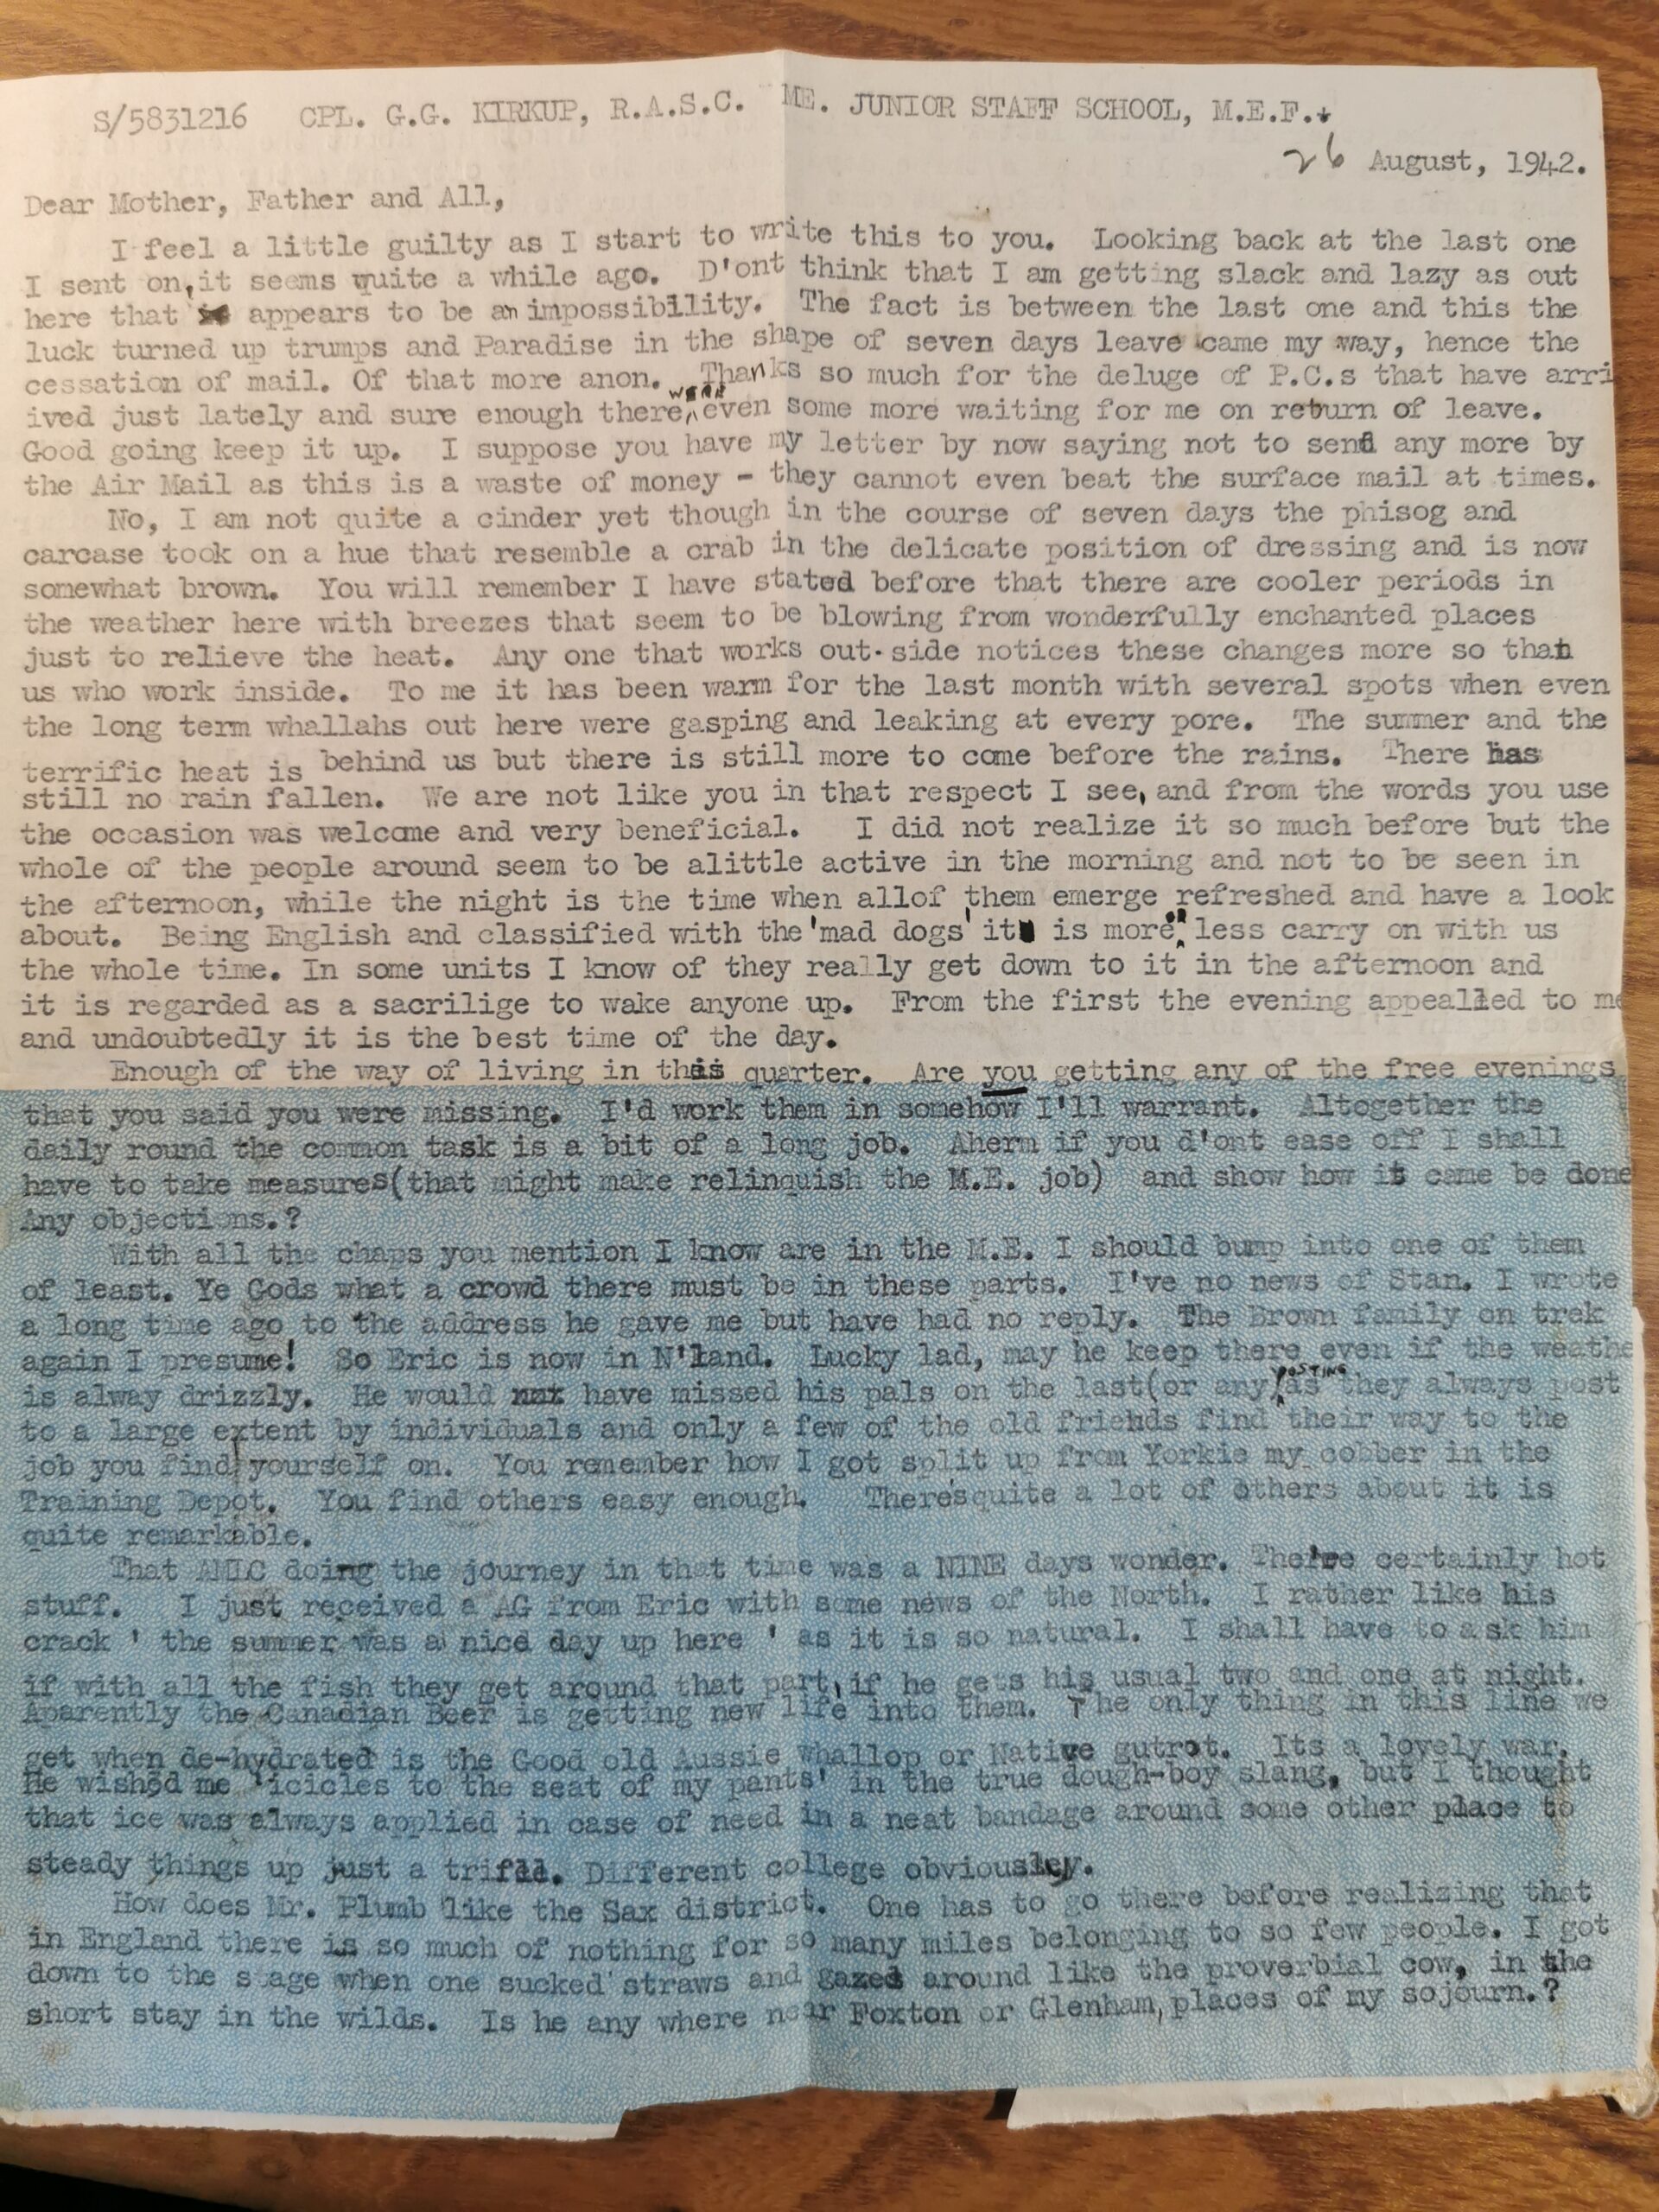 S/5831216 CPL. G.G. KIRKUP, R.A.S.C. ME. JUNIOR STAFF SCHOOL, M.E.F.
26 August, 1942.
Dear Mother, Father and All,
I feel a little guilty as I start to write this to you. Looking back at the last one
I sent on, it seems quite a while ago. D'ont think that I am getting slack and lazy as out
here that appears to be an impossibility. The fact is between the last one and this the
luck turned up trumps and Paradise in the shape of seven days leave came my way, hence the
cessation of mail. Of that more anon. Thanks so much for the deluge of P.C.s that have arri
ived just lately and sure enough there were even some more waiting for me on return of leave.
Good going keep it up. I suppose you have my letter by now saying not to send any more by
the Air Mail as this is a waste of money - they cannot even beat the surface mail at times.
No, I am not quite a cinder yet though in the course of seven days the phisog and
carcase took on a hue that resemble a crab in the delicate position of dressing and is now
somewhat brown. You will remember I have stated before that there are cooler periods in
the weather here with breezes that seem to be blowing from wonderfully enchanted places
just to relieve the heat. Any one that works out-side notices these changes more so than
us who work inside. To me it has been warm for the last month with several spots when even
the long term whallahs out here were gasping and leaking at every pore. The summer and the
terrific heat is behind us but there is still more to come before the rains. There has
still no rain fallen. We are not like you in that respect I see, and from the words you use
the occasion was welcome and very beneficial. I did not realize it so much before but the
whole of the people around seem to be alittle active in the morning and not to be seen in
the afternoon, while the night is the time when allof them emerge refreshed and have a look
about. Being English and classified with the 'mad dogs' it is more or less carry on with us
the whole time. In some units I know of they really get down to it in the afternoon and
it is regarded as a sacrilige to wake anyone up. From the first the evening appealled to me
and undoubtedly it is the best time of the day.
Enough of the way of living in this quarter. Are you getting any of the free evenings
that you said you were missing. I'd work them in somehow I'll warrant. Altogether the
daily round the common task is a bit of a long job. Aherm if you d'ont ease off I shall
have to take measures(that might make relinquish the M.E. job) and show how it came be done
Any objections.?
With all the chaps you mention I know are in the M.E. I should bump into one of them
of least. Ye Gods what a crowd there must be in these parts. I've no news of Stan. I wrote
a long time ago to the address he gave me but have had no reply. The Brown family on trek
again I presume! So Eric is now in N'land. Lucky lad, may he keep there even if the weathe
is alway drizzly. He would have missed his pals on the last(or any) posting as they always post
to a large extent by individuals and only a few of the old friends find their way to the
job you find yourself on. You remember how I got split up from Yorkie my cobber in the
Training Depot. You find others easy enough. Theresquite a lot of others about it is
quite remarkable.
That AMLC doing the journey in that time was a NINE days wonder. The're certainly hot
stuff. I just received a AG from Eric with some news of the North. I rather like his
crack ' the summer was a nice day up here ' as it is so natural. I shall have to ask him
if with all the fish they get around that part, if he gets his usual two and one at night.
Aparently the Canadian Beer is getting new life into them. The only thing in this line we
get when de-hydrated is the Good old Aussie Whallop or Native gutrot. Its a lovely war.
He wished me 'icicles to the seat of my pants' in the true dough-boy slang, but I thought
that ice was always applied in case of need in a neat bandage around some other place to
steady things up just a trifle. Different college obviousley.
How does Mr. Plumb like the Sax district. One has to go there before realizing that
in England there is so much of nothing for so many miles belonging to so few people. I got
down to the stage when one sucked straws and gazed around like the proverbial cow, in the
short stay in the wilds. Is he any where near Foxton or Glenham, places of my sojourn.?